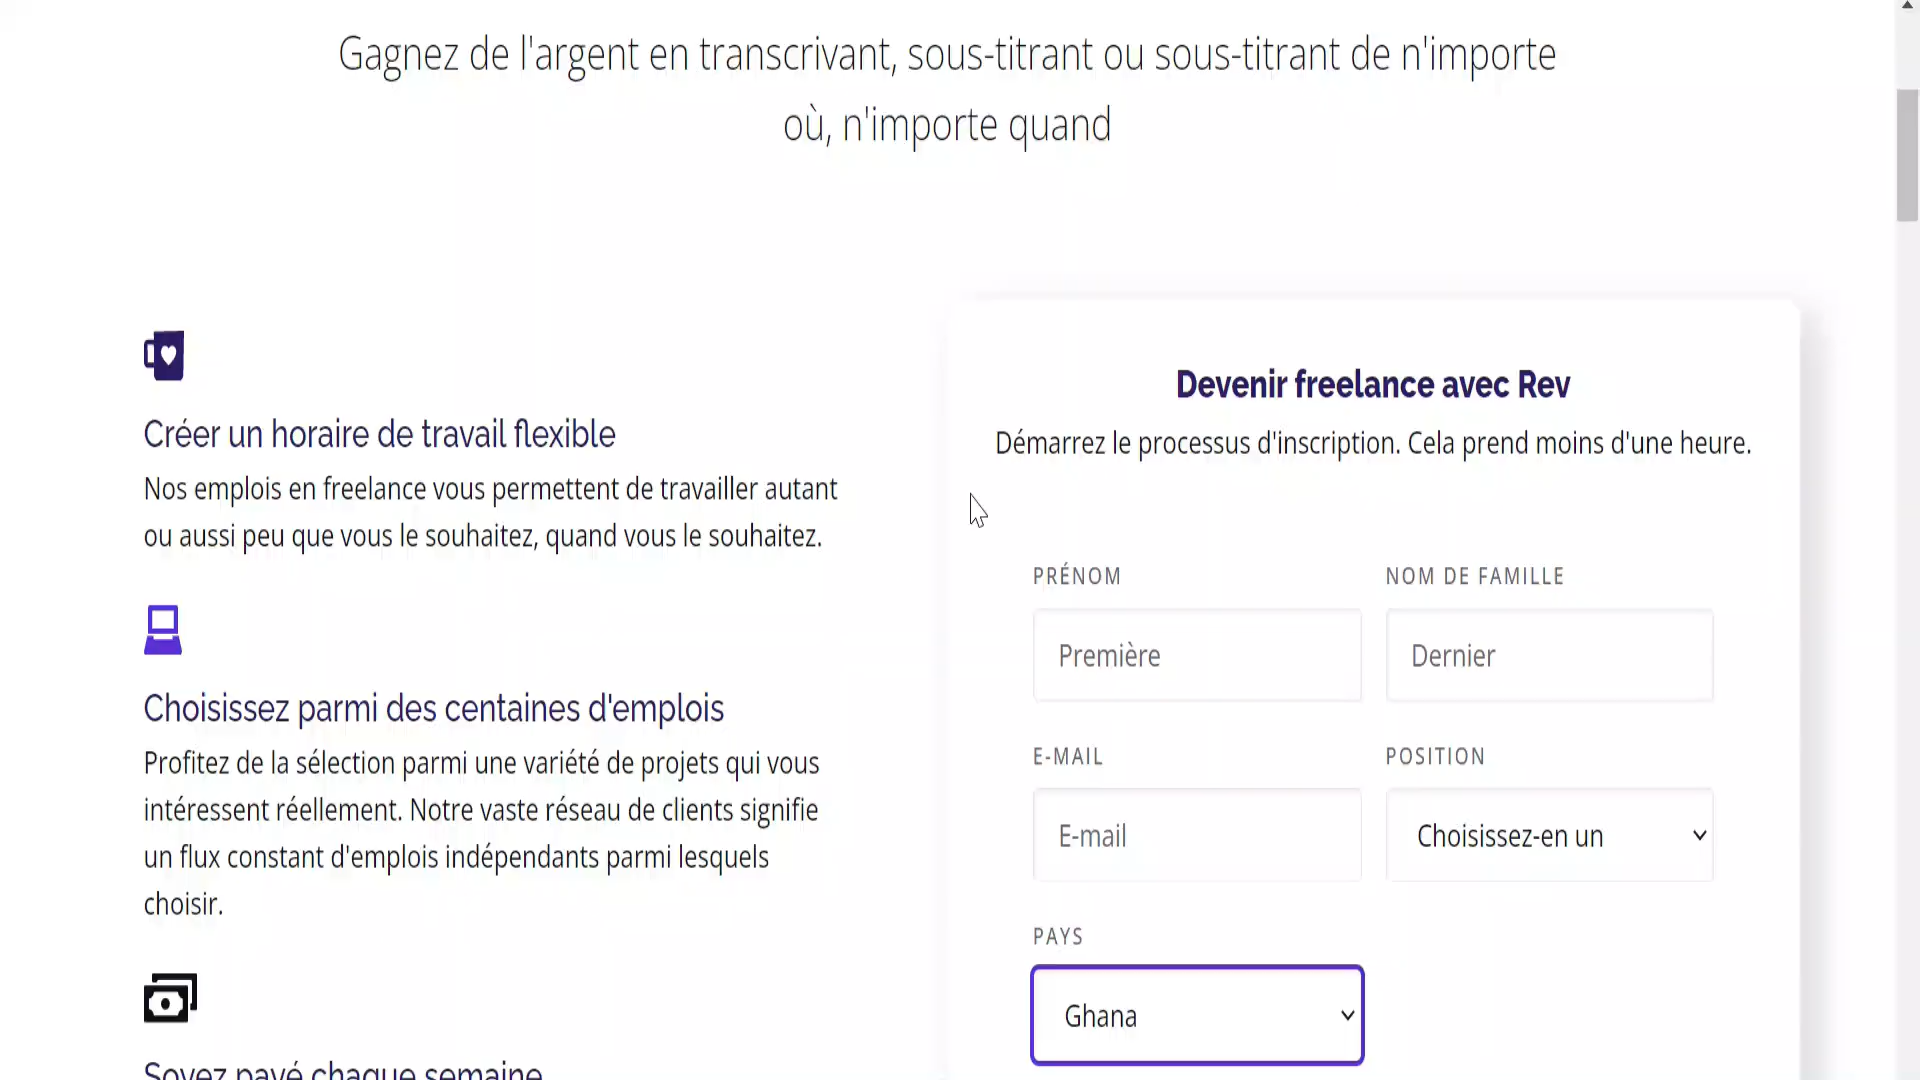 Gagnez de l'argent en transcrivant, sous-titrant ou sous-titrant de n'importe
où, n'importe quand
Créer un horaire de travail flexible
Nos emplois en freelance vous permettent de travailler autant
ou aussi peu que vous le souhaitez, quand vous le souhaitez.
Choisissez parmi des centaines d'emplois
Profitez de la sélection parmi une variété de projets qui vous
intéressent réellement. Notre vaste réseau de clients signifie
un flux constant d'emplois indépendants parmi lesquels
choisir.
Soyez payé chaque semaine
Devenir freelance avec Rev
Démarrez le processus d'inscription. Cela prend moins d'une heure.
PRÉNOM
NOM DE FAMILLE
Première
Dernier
E-MAIL
POSITION
E-mail
Choisissez-en un
PAYS
Ghana